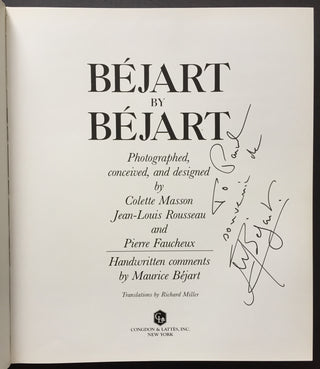 BÉJART
BY
BÉJART
Photographed,
conceived, and designed
by
Colette Masson
Jean-Louis Rousseau
and
Pierre Faucheux
Handwritten comments
by Maurice Béjart
Translations by Richard Miller
CONGDON & LATTÈS, INC.
NEW YORK
To
souvenir de
MBéjart